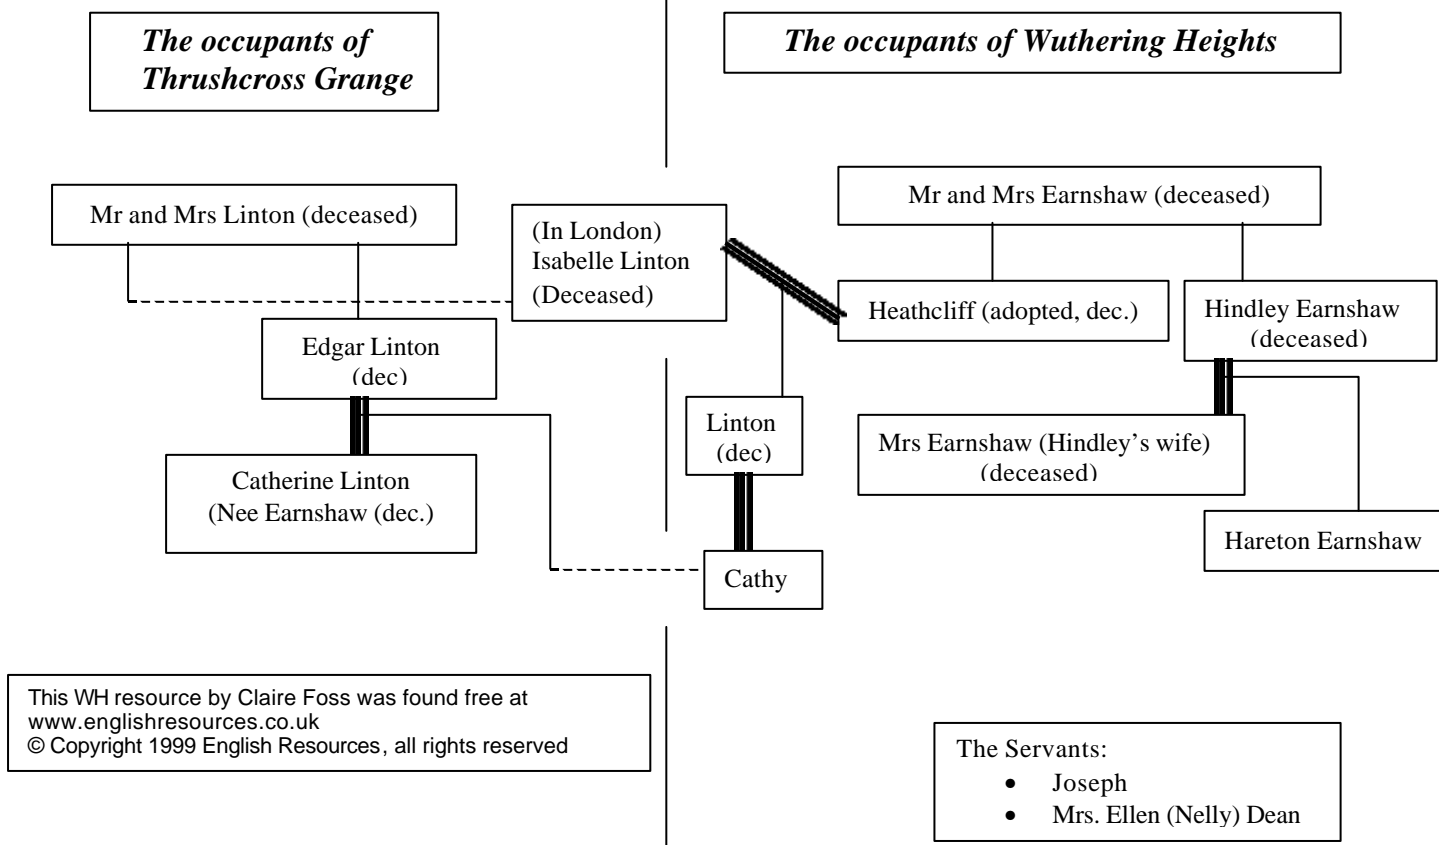 The occupants of
Thrushcross Grange
The occupants of Wuthering Heights
Mr and Mrs Linton (deceased)
(In London)
Isabelle Linton
(Deceased)
Mr and Mrs Earnshaw (deceased)
Heathcliff (adopted, dec.)
Hindley Earnshaw
(deceased)
Edgar Linton
(dec)
Linton
(dec)
Mrs Earnshaw (Hindley’s wife)
(deceased)
Catherine Linton
(Nee Earnshaw (dec.)
Hareton Earnshaw
Cathy
This WH resource by Claire Foss was found free at
www.englishresources.co.uk
© Copyright 1999 English Resources, all rights reserved
The Servants:
• Joseph
• Mrs. Ellen (Nelly) Dean